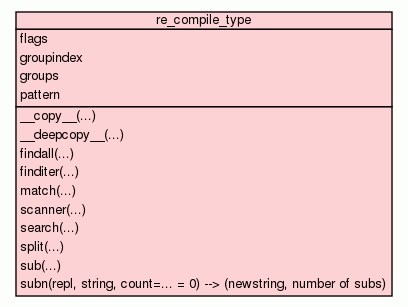 re_compile_type
flags
groupindex
groups
pattern
__copy__(...)
__deepcopy__(...)
findall(...)
finditer(...)
match(...)
scanner(...)
search(...)
split(...)
sub(...)
subn(repl, string, count=... = 0) --> (newstring, number of subs)